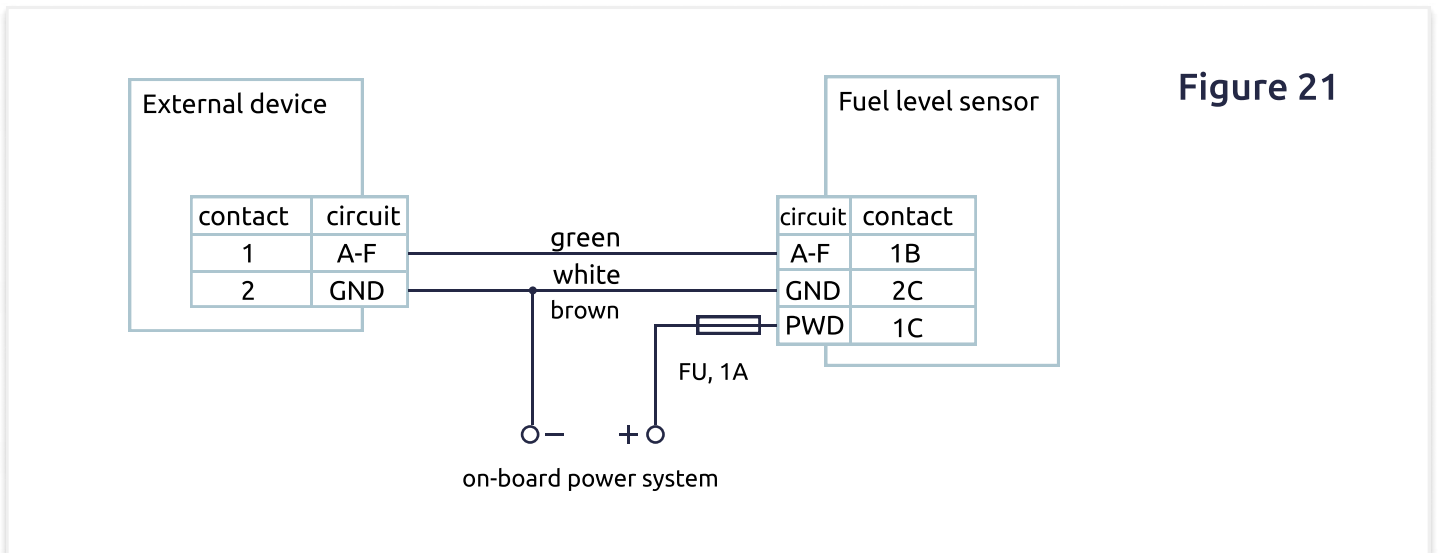 Figure 21
External device
Fuel level sensor
contact circuit
1 A-F
2 GND
green
white
brown
circuit contact
A-F 1B
GND 2C
PWD 1C
FU, 1A
− +
on-board power system